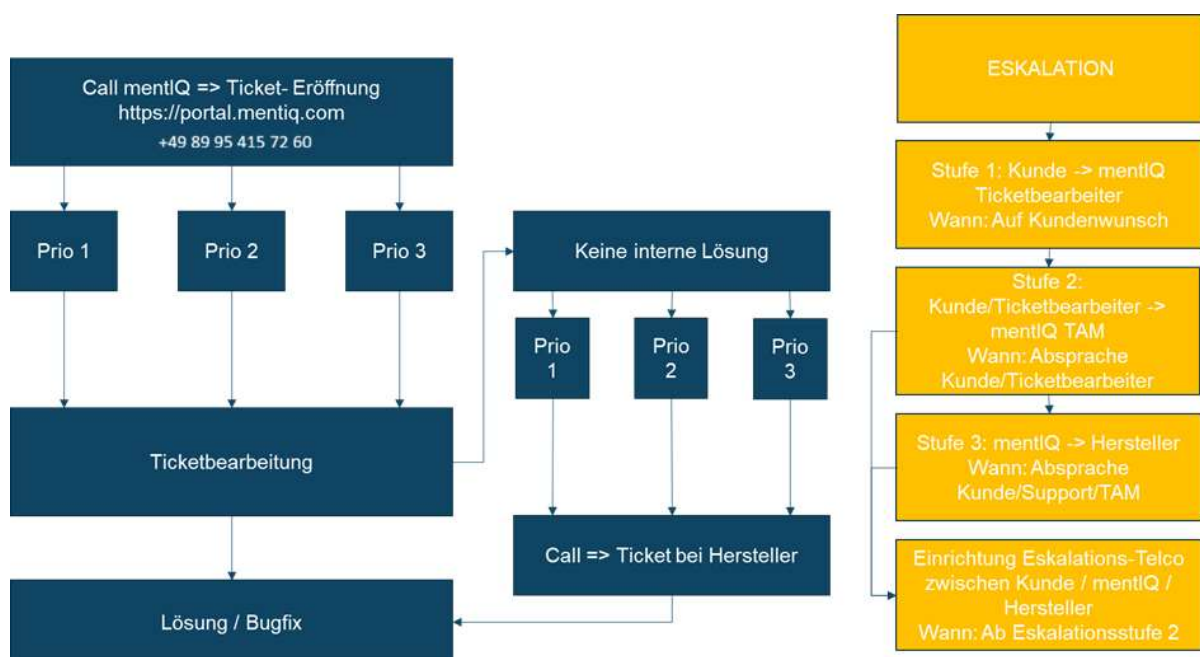 Call mentIQ => Ticket- Eröffnung
https://portal.mentiq.com
+49 89 95 415 72 60
Prio 1
Prio 2
Prio 3
Ticketbearbeitung
Lösung / Bugfix
Keine interne Lösung
Prio
1
Prio
2
Prio
3
Call => Ticket bei Hersteller
ESKALATION
Stufe 1: Kunde -> mentIQ
Ticketbearbeiter
Wann: Auf Kundenwunsch
Stufe 2:
Kunde/Ticketbearbeiter ->
mentIQ TAM
Wann: Absprache
Kunde/Ticketbearbeiter
Stufe 3: mentIQ -> Hersteller
Wann: Absprache
Kunde/Support/TAM
Einrichtung Eskalations-Telco
zwischen Kunde / mentIQ /
Hersteller
Wann: Ab Eskalationsstufe 2